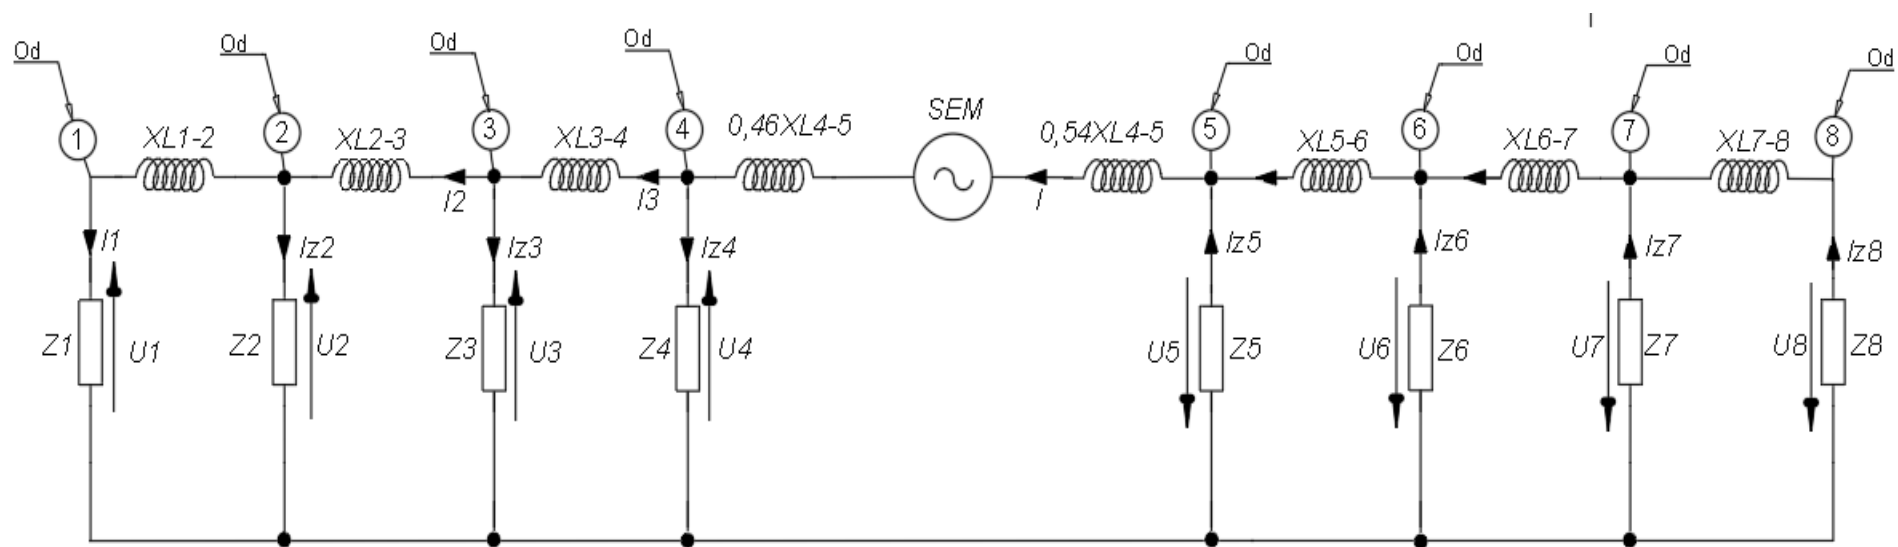 Od
Od
Od
Od
Od
Od
Od
Od
1
2
3
4
5
6
7
8
XL1-2
XL2-3
XL3-4
0,46XL4-5
SEM
0,54XL4-5
XL5-6
XL6-7
XL7-8
I2
I3
I
I1
Iz2
Iz3
Iz4
Iz5
Iz6
Iz7
Iz8
Z1
U1
Z2
U2
Z3
U3
Z4
U4
U5
Z5
U6
Z6
U7
Z7
U8
Z8